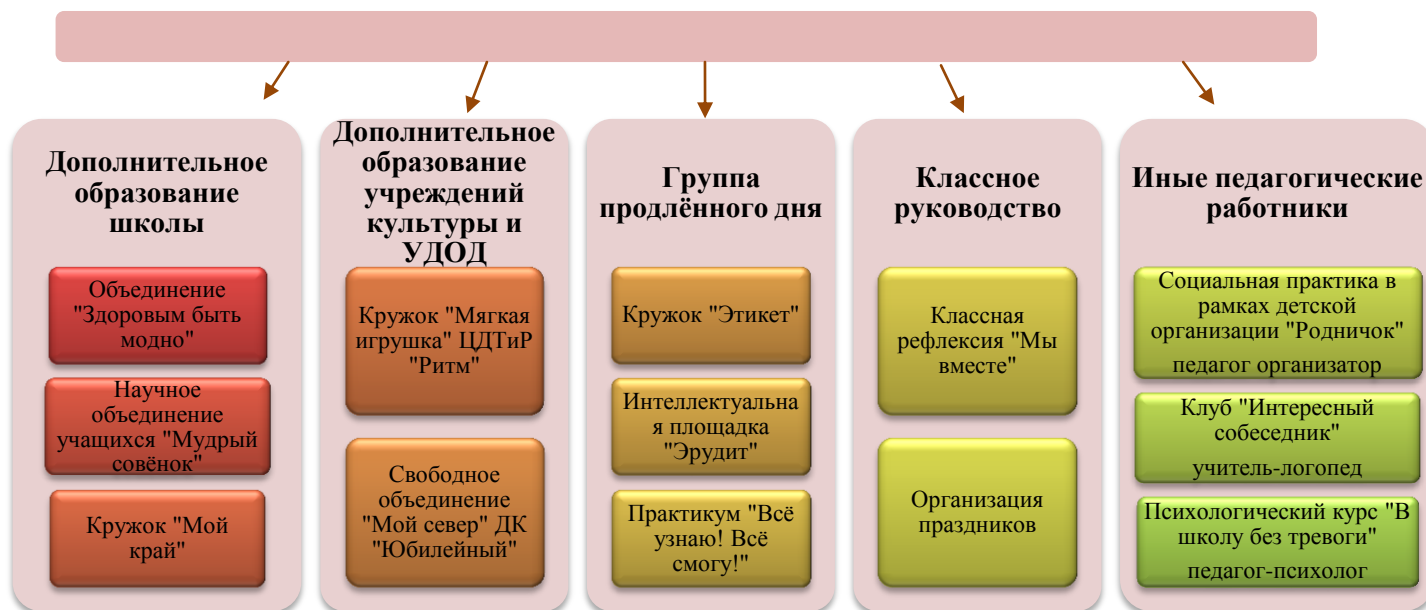 Дополнительное
образование
школы
Объединение
"Здоровым быть
модно"
Научное
объединение
учащихся "Мудрый
совёнок"
Кружок "Мой
край"
Дополнительное
образование
учреждений
культуры и
УДОД
Кружок "Мягкая
игрушка" ЦДТиР
"Ритм"
Свободное
объединение
"Мой север" ДК
"Юбилейный"
Группа
продлённого дня
Кружок "Этикет"
Интеллектуальна
я площадка
"Эрудит"
Практикум "Всё
узнаю! Всё
смогу!"
Классное
руководство
Классная
рефлексия "Мы
вместе"
Организация
праздников
Иные педагогические
работники
Социальная практика в
рамках детской
организации "Родничок"
педагог организатор
Клуб "Интересный
собеседник"
учитель-логопед
Психологический курс "В
школу без тревоги"
педагог-психолог